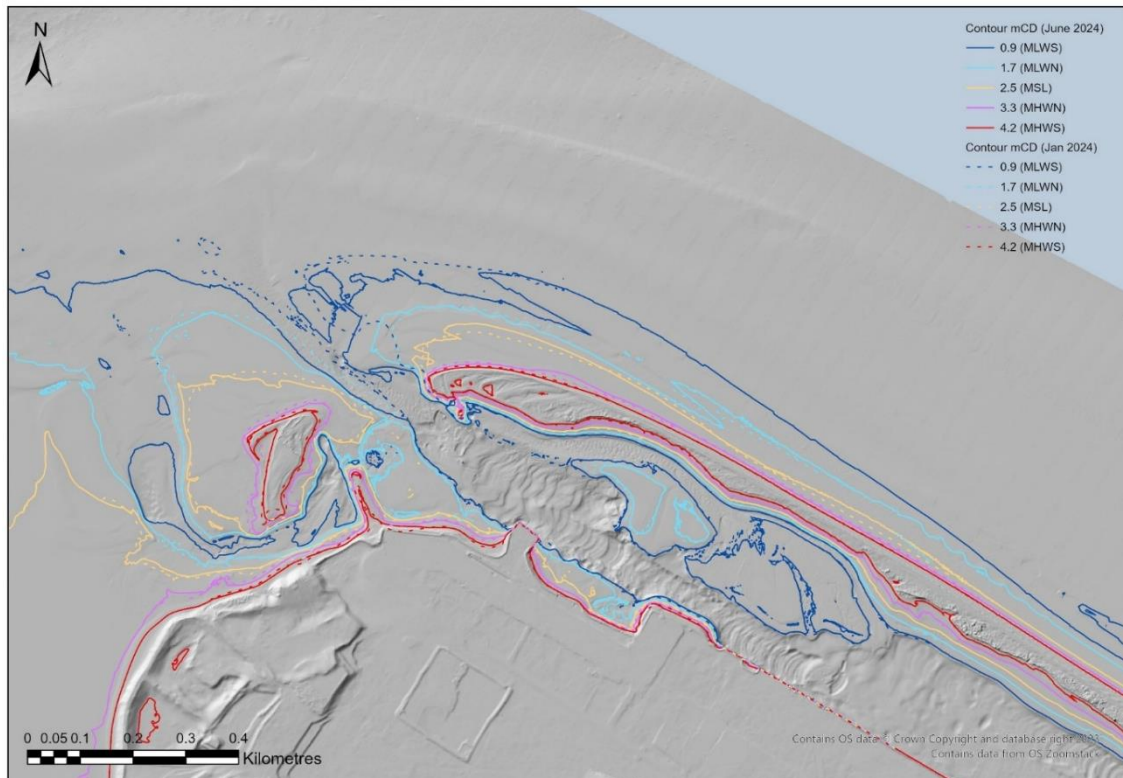 N
Contour mCD (June 2024)
0.9 (MLWS)
1.7 (MLWN)
2.5 (MSL)
3.3 (MHWN)
4.2 (MHWS)
Contour mCD (Jan 2024)
0.9 (MLWS)
1.7 (MLWN)
2.5 (MSL)
3.3 (MHWN)
4.2 (MHWS)
0 0.05 0.1 0.2 0.3 0.4
Kilometres
Contains OS data © Crown Copyright and database right
Contains data from OS Zoomstack